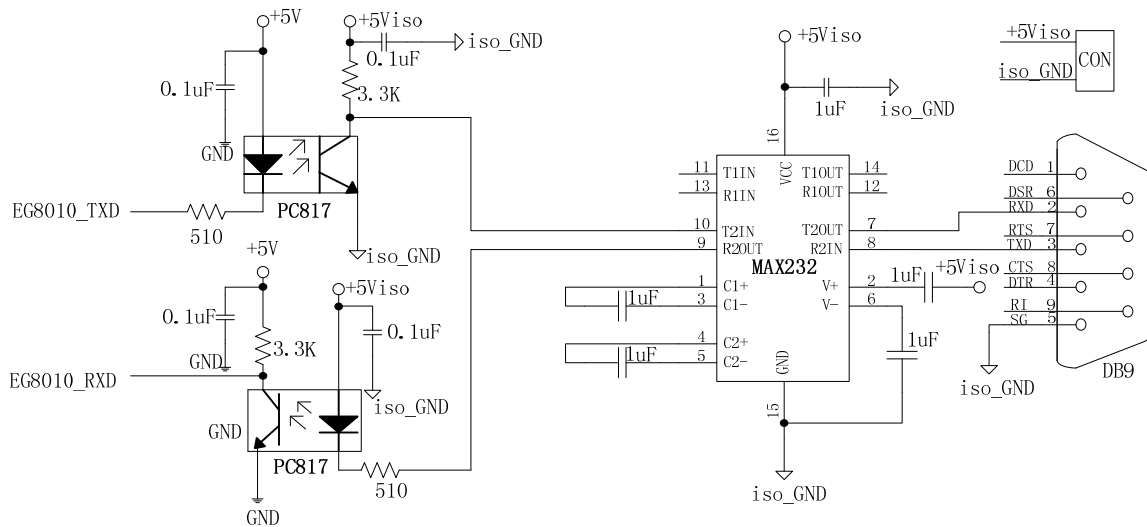 +5V
+5Viso
0.1uF
iso_GND
0.1uF
3.3K
GND
PC817
EG8010_TXD
510
iso_GND
+5V
+5Viso
0.1uF
0.1uF
3.3K
GND
EG8010_RXD
iso_GND
GND
PC817
510
GND
+5Viso
1uF
iso_GND
16
VCC
11 T1IN T1OUT 14
13 R1IN R1OUT 12
10 T2IN T2OUT 7
9 R2OUT R2IN 8
MAX232
1 C1+ V+ 2
1uF
+5Viso
3 C1- V- 6
1uF
1uF
4 C2+
5 C2-
1uF
GND
15
iso_GND
+5Viso
iso_GND
CON
DCD 1
DSR 6
RXD 2
RTS 7
TXD 3
CTS 8
DTR 4
RI 9
SG 5
iso_GND
DB9